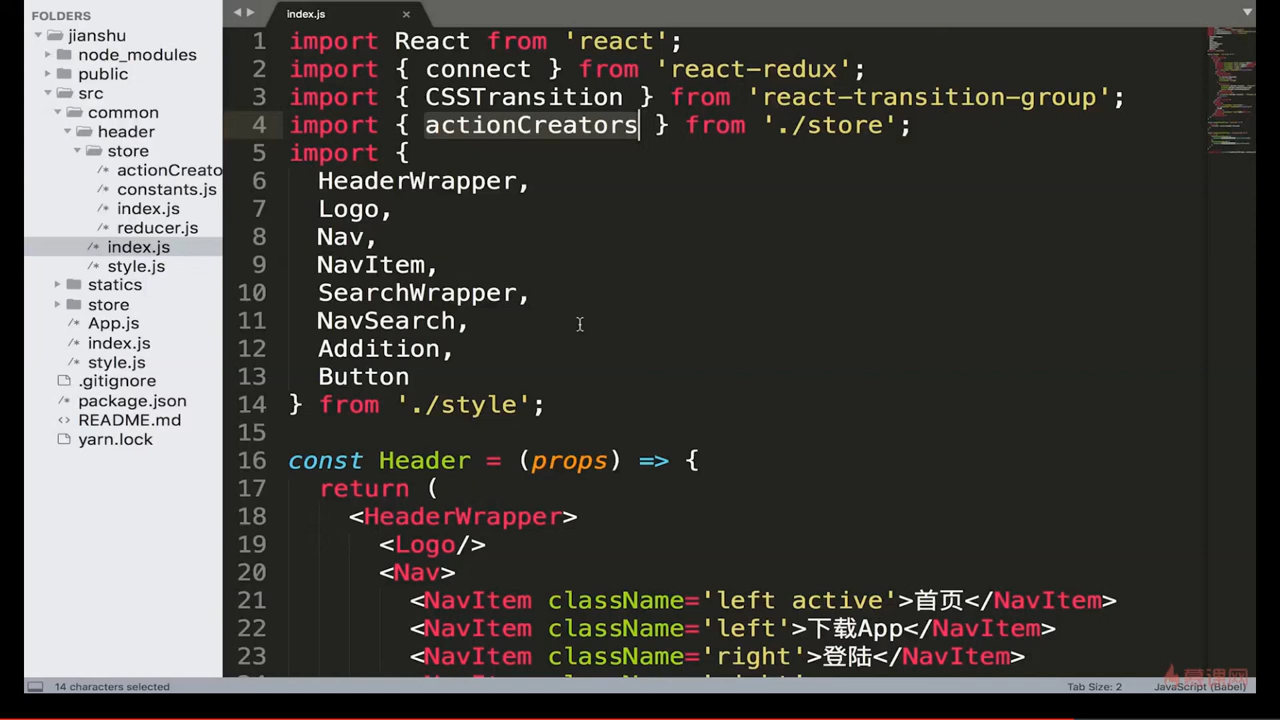 FOLDERS
jianshu
node_modules
public
src
common
header
store
actionCreato
constants.js
index.js
reducer.js
index.js
style.js
statics
store
App.js
index.js
style.js
.gitignore
package.json
README.md
yarn.lock
index.js
1 import React from 'react';
2 import { connect } from 'react-redux';
3 import { CSSTransition } from 'react-transition-group';
4 import { actionCreators } from './store';
5 import {
6 HeaderWrapper,
7 Logo,
8 Nav,
9 NavItem,
10 SearchWrapper,
11 NavSearch,
12 Addition,
13 Button
14 } from './style';
15
16 const Header = (props) => {
17 return (
18 <HeaderWrapper>
19 <Logo/>
20 <Nav>
21 <NavItem className='left active'>首页</NavItem>
22 <NavItem className='left'>下载App</NavItem>
23 <NavItem className='right'>登陆</NavItem>
慕课网
14 characters selected
Tab Size: 2
JavaScript (Babel)